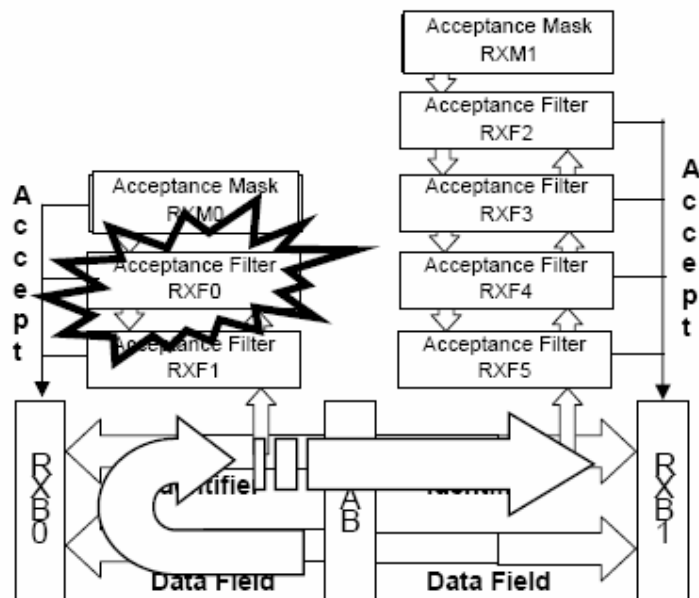 Acceptance Mask
RXM1
Acceptance Filter
RXF2
Acceptance Mask
RXM0
Acceptance Filter
RXF3
Acceptance Filter
RXF0
Acceptance Filter
RXF4
Acceptance Filter
RXF1
Acceptance Filter
RXF5
Accept
Accept
RXB0
AB
RXB1
Data Field
Data Field